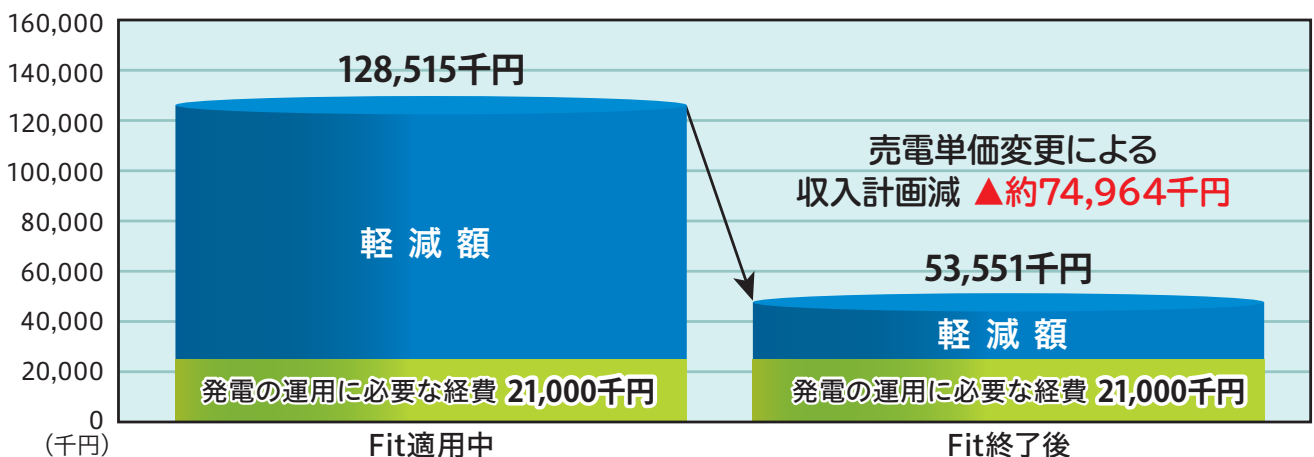 160,000
140,000
120,000
100,000
80,000
60,000
40,000
20,000
0
(千円)
128,515千円
軽減額
発電の運用に必要な経費 21,000千円
Fit適用中
売電単価変更による
収入計画減 ▲約74,964千円
53,551千円
軽減額
発電の運用に必要な経費 21,000千円
Fit終了後